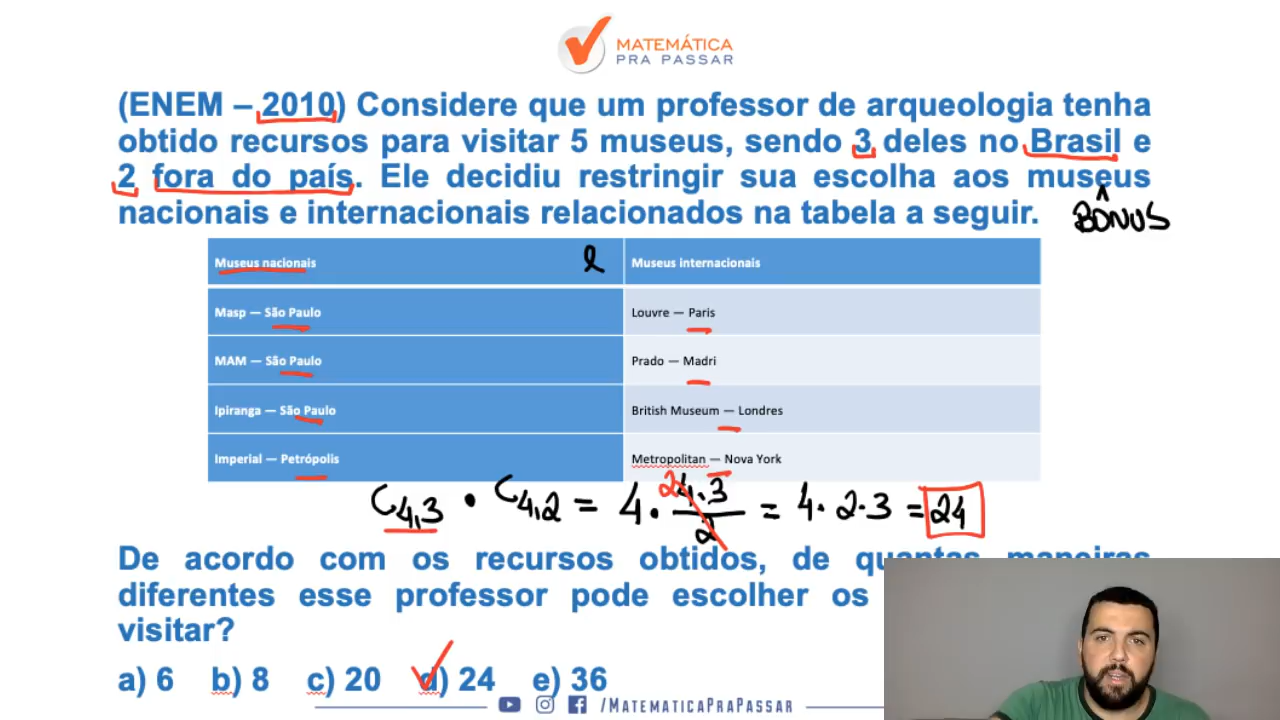 MATEMÁTICA
PRA PASSAR
(ENEM – 2010) Considere que um professor de arqueologia tenha
obtido recursos para visitar 5 museus, sendo 3 deles no Brasil e
2 fora do país. Ele decidiu restringir sua escolha aos museus
nacionais e internacionais relacionados na tabela a seguir.
BÔNUS
Museus nacionais e Museus internacionais
Masp — São Paulo Louvre — Paris
MAM — São Paulo Prado — Madri
Ipiranga — São Paulo British Museum — Londres
Imperial — Petrópolis Metropolitan — Nova York
C4,3 · C4,2 = 4 · 4·3/2 2 = 4 · 2 · 3 = 24
De acordo com os recursos obtidos, de quantas maneiras
diferentes esse professor pode escolher os
visitar?
a) 6 b) 8 c) 20 d) 24 e) 36
/MATEMATICAPRAPASSAR